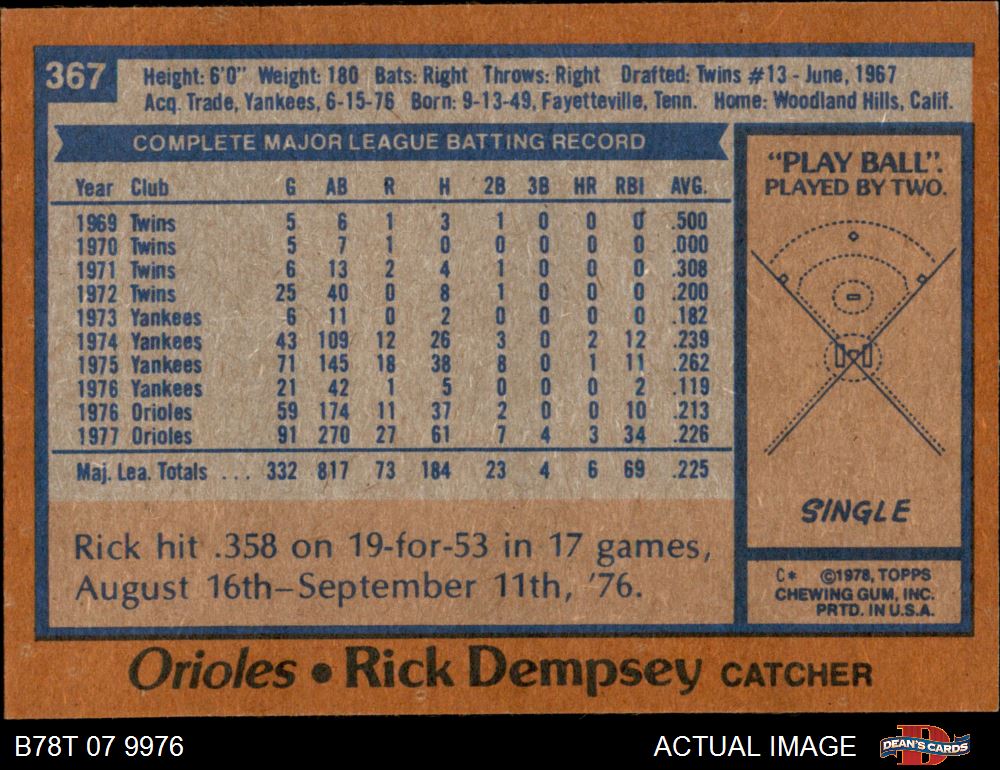 367
Height: 6'0" Weight: 180 Bats: Right Throws: Right Drafted: Twins #13 - June, 1967
Acq. Trade, Yankees, 6-15-76 Born: 9-13-49, Fayetteville, Tenn. Home: Woodland Hills, Calif.
COMPLETE MAJOR LEAGUE BATTING RECORD
Year Club G AB R H 2B 3B HR RBI AVG.
1969 Twins 5 6 1 3 1 0 0 0 .500
1970 Twins 5 7 1 0 0 0 0 0 .000
1971 Twins 6 13 2 4 1 0 0 0 .308
1972 Twins 25 40 0 8 1 0 0 0 .200
1973 Yankees 6 11 0 2 0 0 0 0 .182
1974 Yankees 43 109 12 26 3 0 2 12 .239
1975 Yankees 71 145 18 38 8 0 1 11 .262
1976 Yankees 21 42 1 5 0 0 0 2 .119
1976 Orioles 59 174 11 37 2 0 0 10 .213
1977 Orioles 91 270 27 61 7 4 3 34 .226
Maj. Lea. Totals ... 332 817 73 184 23 4 6 69 .225
Rick hit .358 on 19-for-53 in 17 games,
August 16th-September 11th, '76.
"PLAY BALL".
PLAYED BY TWO.
SINGLE
C* ©1978, TOPPS
CHEWING GUM, INC.
PRTD. IN U.S.A.
Orioles • Rick Dempsey CATCHER
B78T 07 9976 ACTUAL IMAGE DEAN'S CARDS